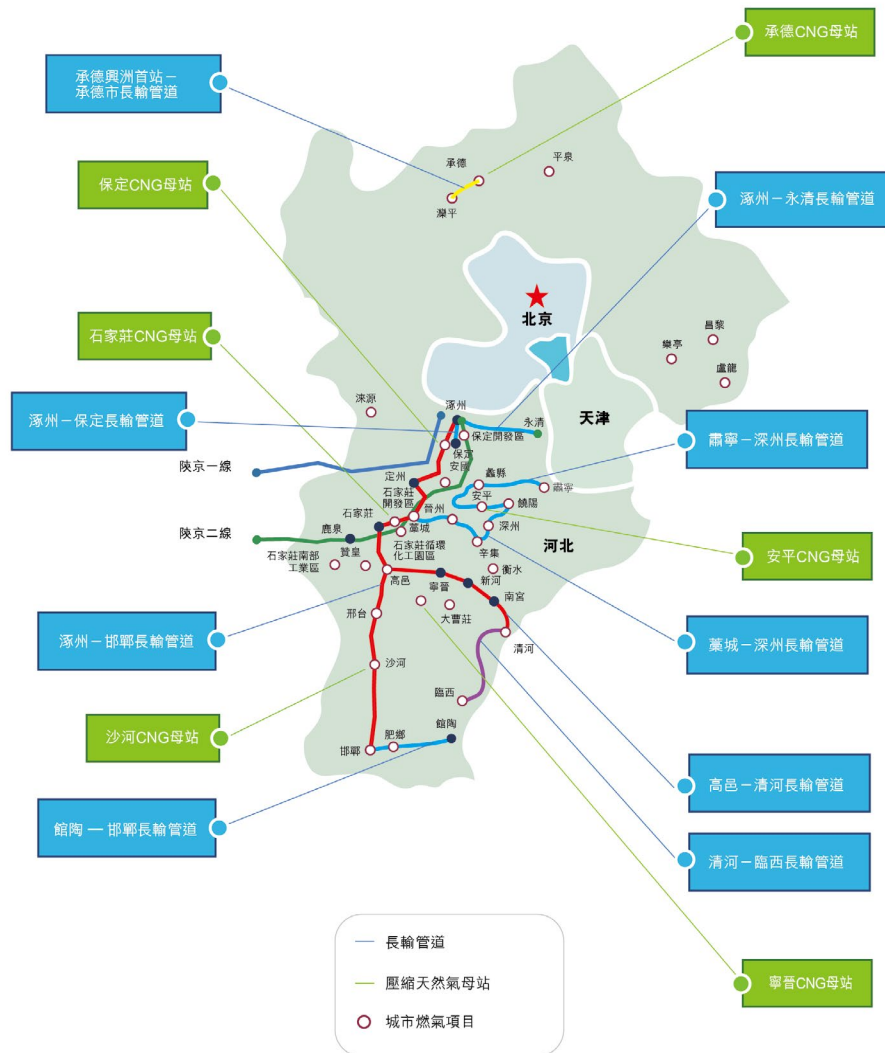 承德CNG母站
承德興洲首站－
承德市長輸管道
承德
平泉
灤平
保定CNG母站
涿州－永清長輸管道
北京
石家莊CNG母站
昌黎
樂亭
盧龍
淶源
涿州
永清
天津
涿州－保定長輸管道
保定開發區
保定
肅寧－深州長輸管道
陝京一線
定州
安國
蠡縣
肅寧
石家莊
開發區
安平
饒陽
石家莊
晉州
鹿泉
藁城
深州
陝京二線
石家莊循環
化工園區
辛集
河北
安平CNG母站
石家莊南部
工業區
贊皇
高邑
寧晉
新河
衡水
南宮
邢台
大曹莊
清河
涿州－邯鄲長輸管道
藁城－深州長輸管道
沙河
臨西
沙河CNG母站
館陶
肥鄉
邯鄲
高邑－清河長輸管道
館陶 — 邯鄲長輸管道
清河－臨西長輸管道
長輸管道
壓縮天然氣母站
城市燃氣項目
寧晉CNG母站